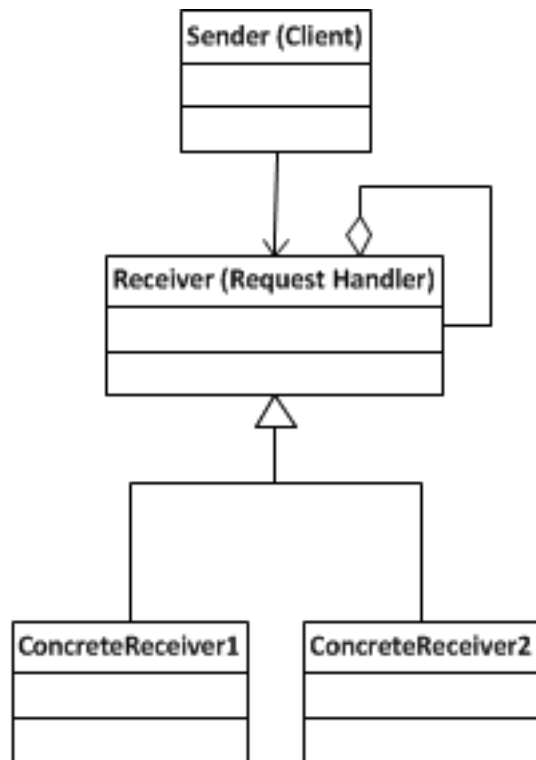 Sender (Client)
Receiver (Request Handler)
ConcreteReceiver1
ConcreteReceiver2